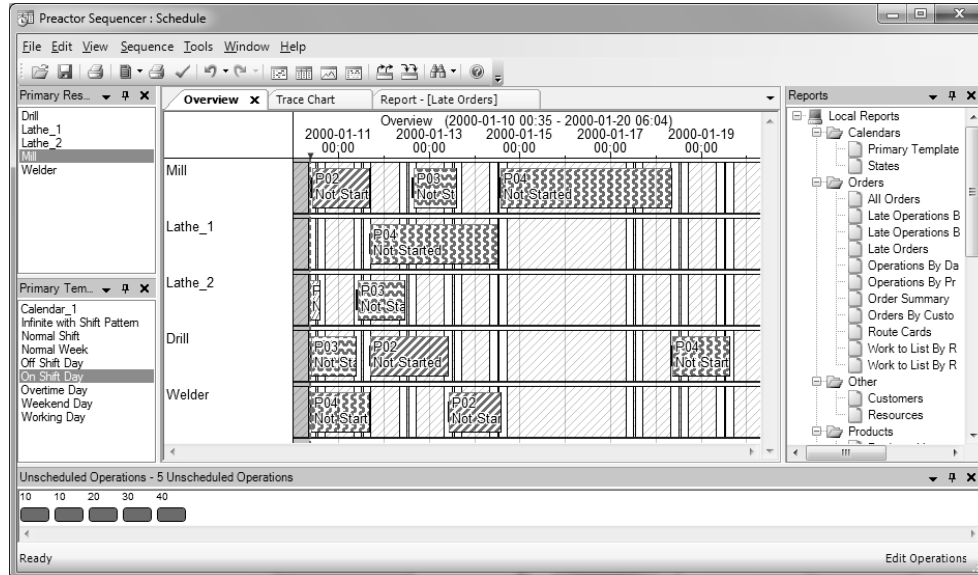 Preactor Sequencer : Schedule
File Edit View Sequence Tools Window Help
Primary Res...
Drill
Lathe_1
Lathe_2
Mill
Welder
Primary Tem...
Calendar_1
Infinite with Shift Pattern
Normal Shift
Normal Week
Off Shift Day
On Shift Day
Overtime Day
Weekend Day
Working Day
Overview Trace Chart Report - [Late Orders]
Overview (2000-01-10 00:35 - 2000-01-20 06:04)
2000-01-11 2000-01-13 2000-01-15 2000-01-17 2000-01-19
00:00 00:00 00:00 00:00 00:00
Mill
P02 P03 P04
Not Start Not St Not Started
Lathe_1
P04
Not Started
Lathe_2
P P03
N Not Sta
Drill
P03 P02 P04
Not Sta Not Started Not Start
Welder
P04 P02
Not Start Not Star
Reports
Local Reports
Calendars
Primary Template
States
Orders
All Orders
Late Operations B
Late Operations B
Late Orders
Operations By Da
Operations By Pr
Order Summary
Orders By Custo
Route Cards
Work to List By R
Work to List By R
Other
Customers
Resources
Products
Unscheduled Operations - 5 Unscheduled Operations
10 10 20 30 40
Ready Edit Operations